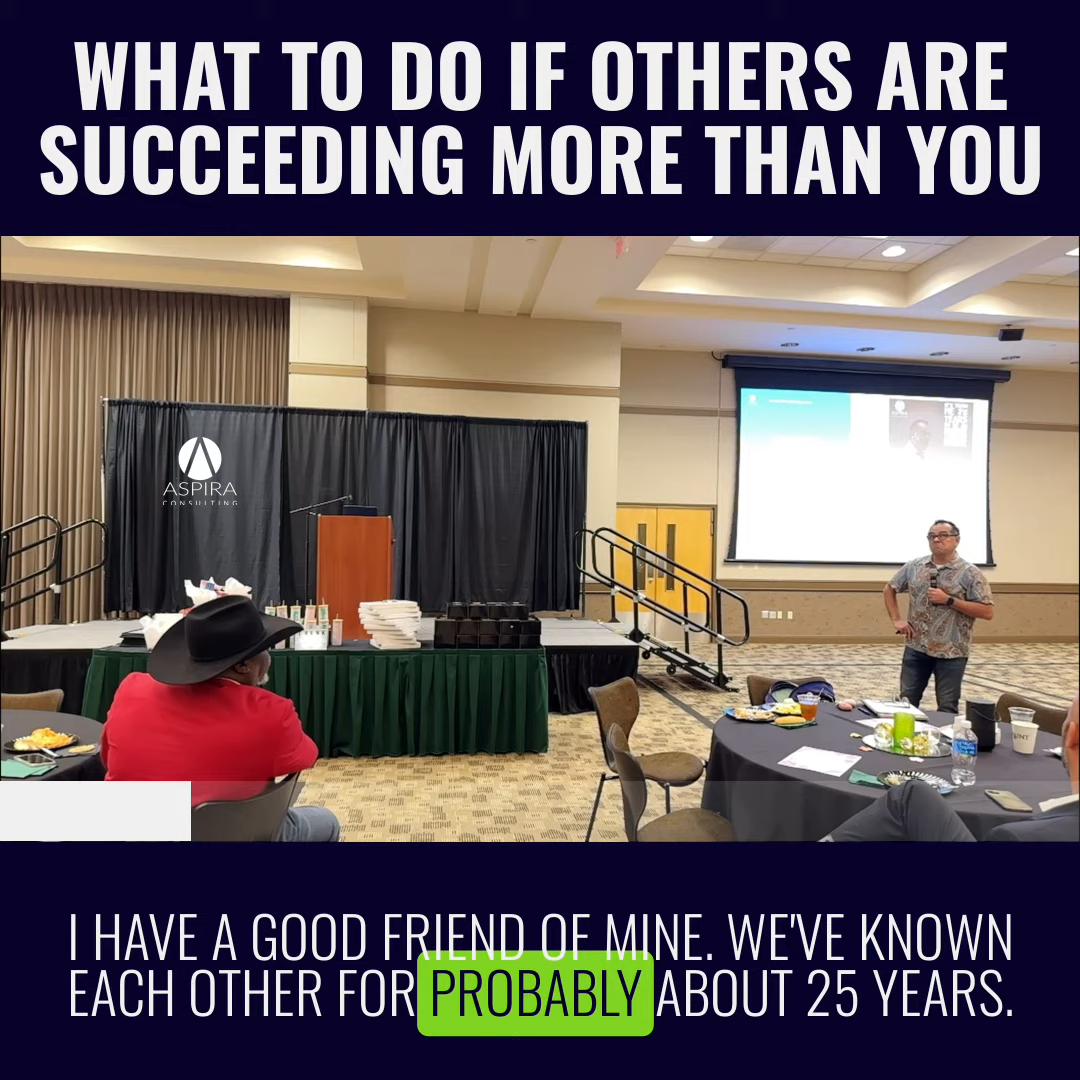 WHAT TO DO IF OTHERS ARE
SUCCEEDING MORE THAN YOU
ASPIRA
CONSULTING
I HAVE A GOOD FRIEND OF MINE. WE'VE KNOWN
EACH OTHER FOR PROBABLY ABOUT 25 YEARS.